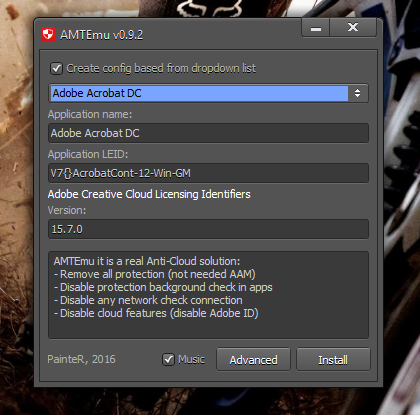 AMTEmu v0.9.2
Create config based from dropdown list
Adobe Acrobat DC
Application name:
Adobe Acrobat DC
Application LEID:
V7{}AcrobatCont-12-Win-GM
Adobe Creative Cloud Licensing Identifiers
Version:
15.7.0
AMTEmu it is a real Anti-Cloud solution:
- Remove all protection (not needed AAM)
- Disable protection background check in apps
- Disable any network check connection
- Disable cloud features (disable Adobe ID)
PainteR, 2016 Music Advanced Install